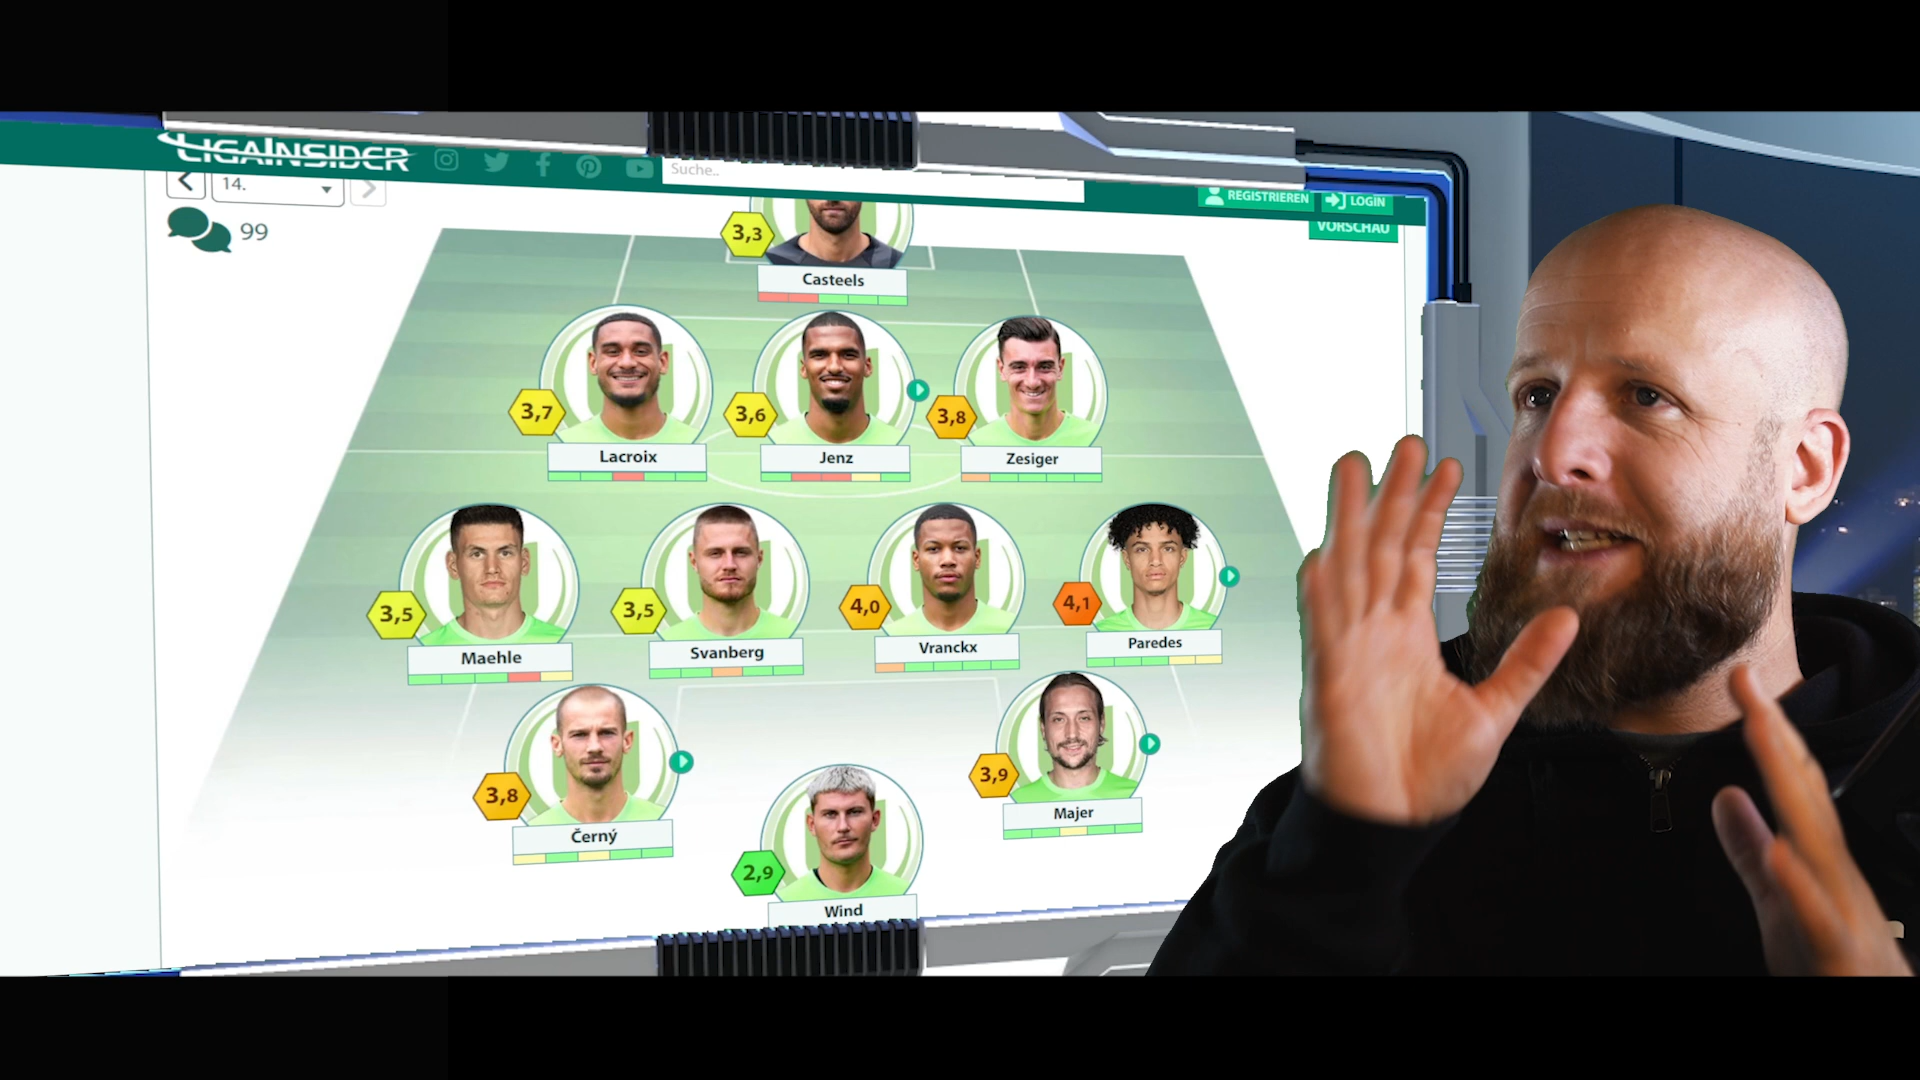 LIGAINSIDER
Suche..
REGISTRIEREN
LOGIN
14.
VORSCHAU
99
3,3
Casteels
3,7
3,6
3,8
Lacroix
Jenz
Zesiger
3,5
3,5
4,0
4,1
Maehle
Svanberg
Vranckx
Paredes
3,8
3,9
Černý
Majer
2,9
Wind